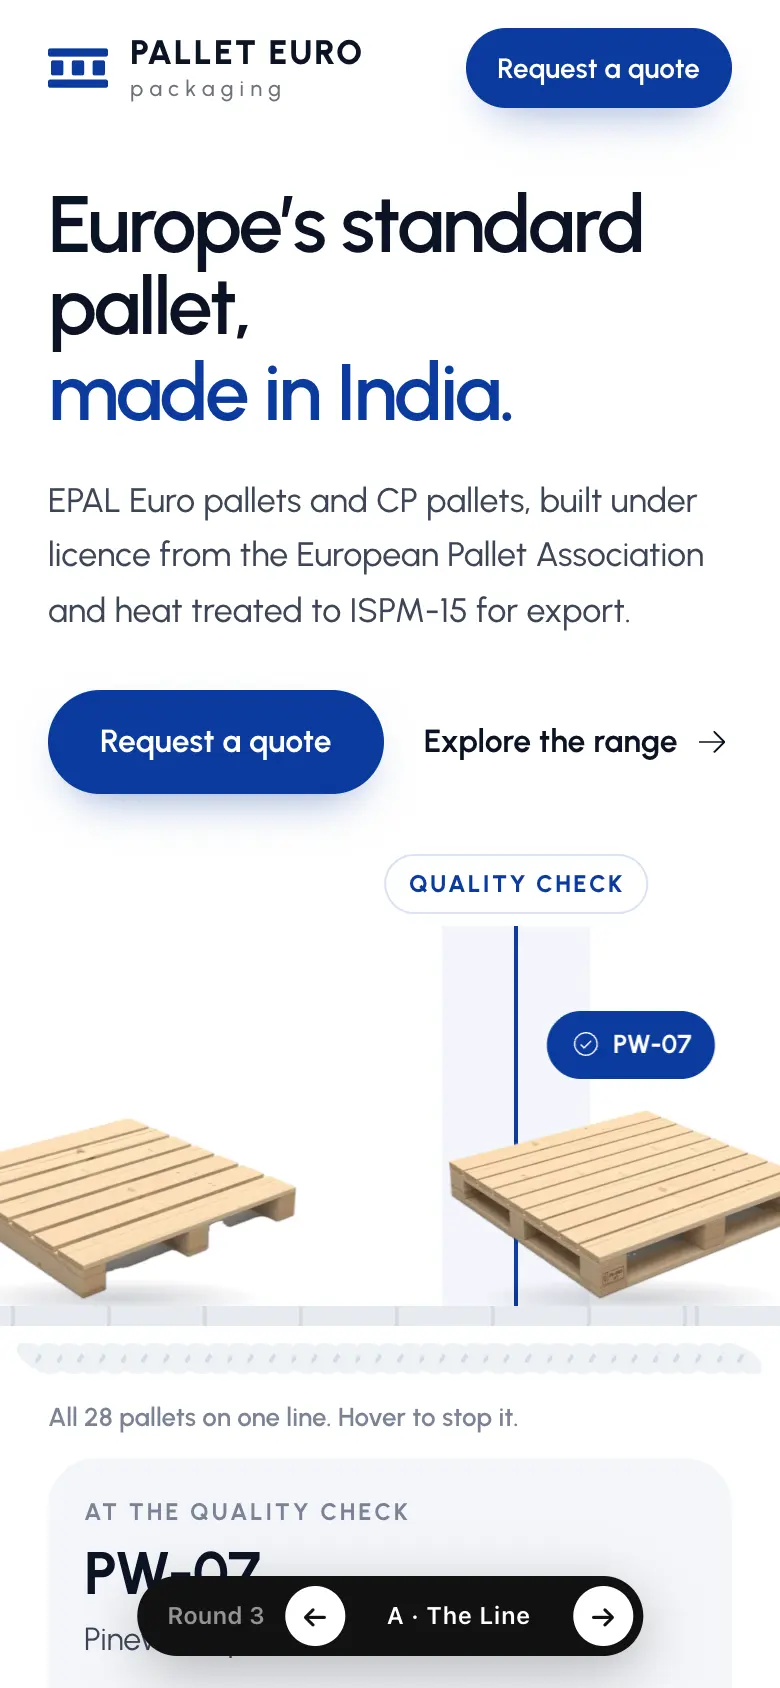 PALLET EURO
packaging
Request a quote
Europe’s standard
pallet,
made in India.
EPAL Euro pallets and CP pallets, built under
licence from the European Pallet Association
and heat treated to ISPM-15 for export.
Request a quote
Explore the range →
QUALITY CHECK
PW-07
All 28 pallets on one line. Hover to stop it.
AT THE QUALITY CHECK
PW-07
Round 3 ← A · The Line →